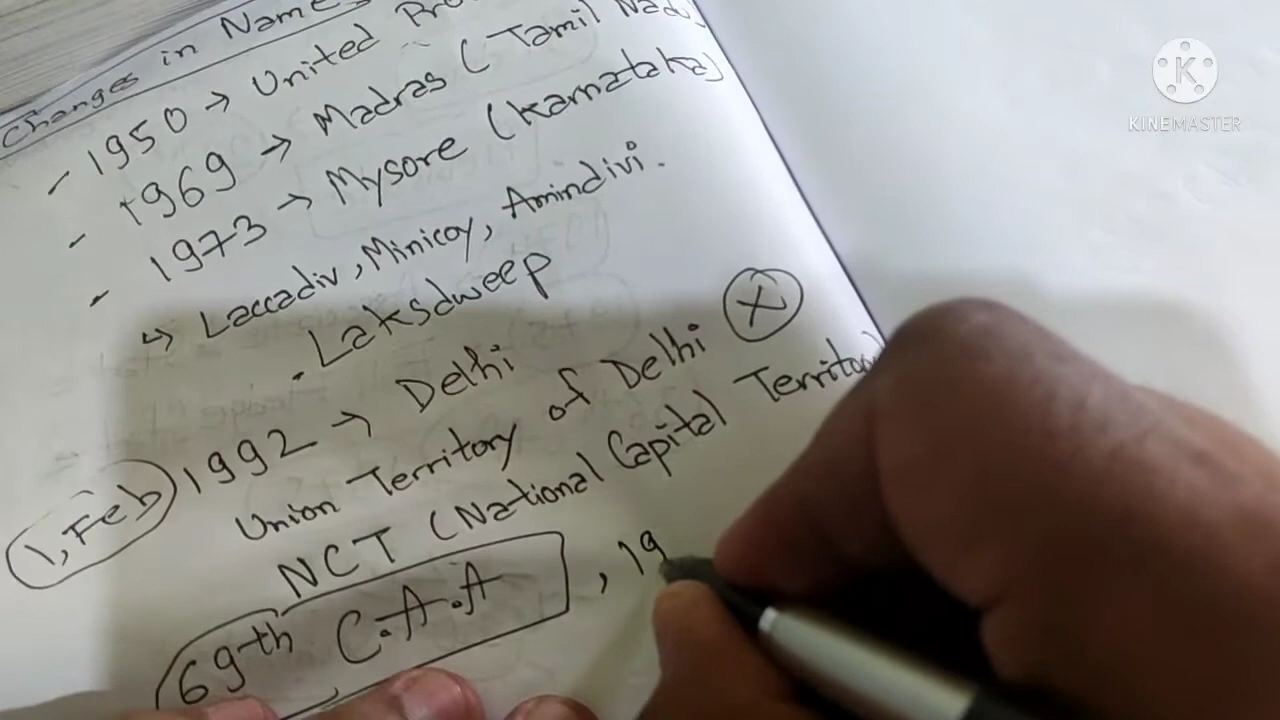 Changes in Names
- 1950 → United Pro
- 1969 → Madras (Tamil Nadu)
- 1973 → Mysore (Karnataka)
↳ Laccadiv, Minicoy, Amindivi.
. Laksdweep
1, Feb 1992 → Delhi
Union Territory of Delhi X
NCT (National Capital Territory)
69th C.A.A , 19
KINEMASTER